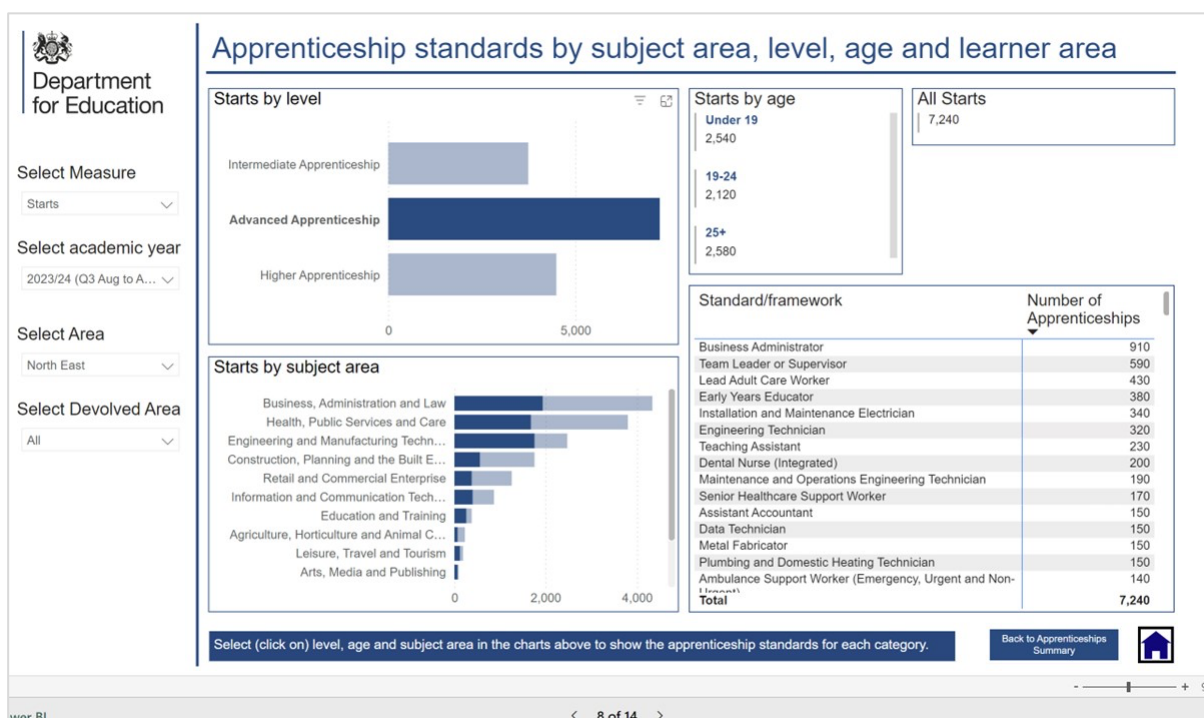 Department
for Education
Apprenticeship standards by subject area, level, age and learner area
Select Measure
Starts
Select academic year
2023/24 (Q3 Aug to A...
Select Area
North East
Select Devolved Area
All
Starts by level
Intermediate Apprenticeship
Advanced Apprenticeship
Higher Apprenticeship
0 5,000
Starts by age
Under 19
2,540
19-24
2,120
25+
2,580
All Starts
7,240
Starts by subject area
Business, Administration and Law
Health, Public Services and Care
Engineering and Manufacturing Techn...
Construction, Planning and the Built E...
Retail and Commercial Enterprise
Information and Communication Tech...
Education and Training
Agriculture, Horticulture and Animal C...
Leisure, Travel and Tourism
Arts, Media and Publishing
0 2,000 4,000
Standard/framework Number of
Apprenticeships
Business Administrator 910
Team Leader or Supervisor 590
Lead Adult Care Worker 430
Early Years Educator 380
Installation and Maintenance Electrician 340
Engineering Technician 320
Teaching Assistant 230
Dental Nurse (Integrated) 200
Maintenance and Operations Engineering Technician 190
Senior Healthcare Support Worker 170
Assistant Accountant 150
Data Technician 150
Metal Fabricator 150
Plumbing and Domestic Heating Technician 150
Ambulance Support Worker (Emergency, Urgent and Non- 140
Total 7,240
Select (click on) level, age and subject area in the charts above to show the apprenticeship standards for each category.
Back to Apprenticeships
Summary
- +
8 of 14